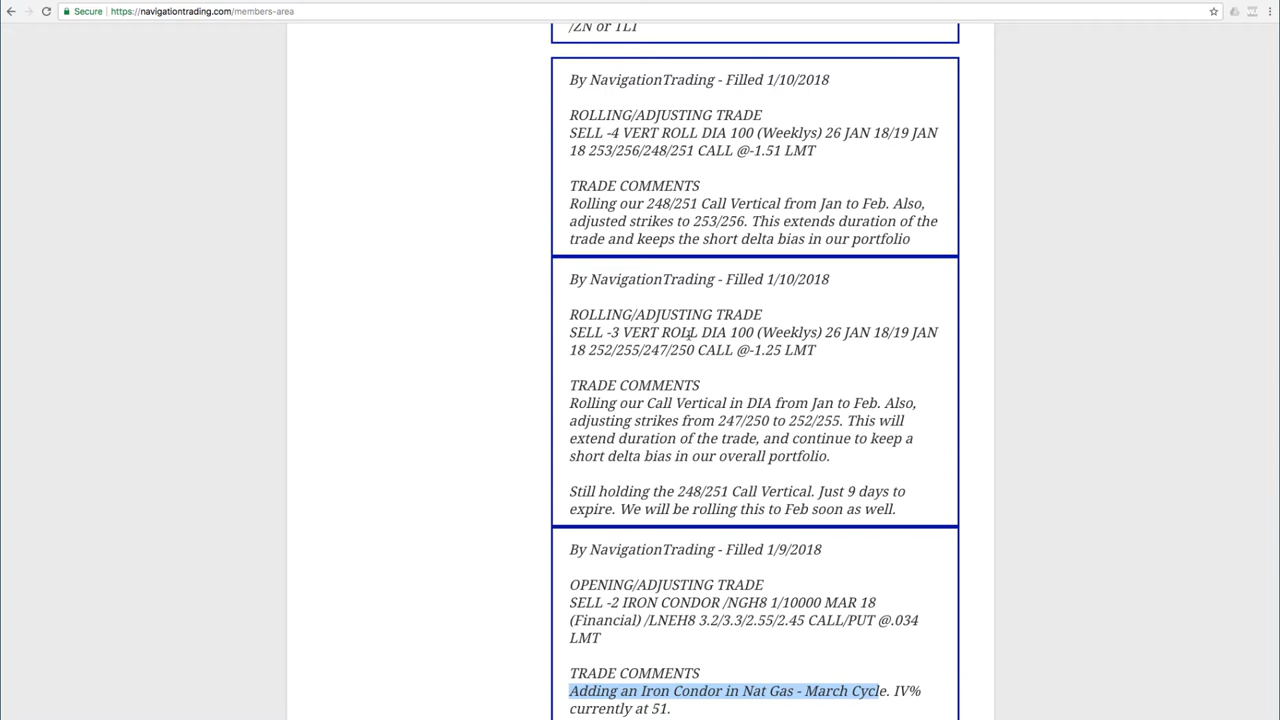 Secure
https://navigationtrading.com/members-area
/ZN or TLT
By NavigationTrading - Filled 1/10/2018
ROLLING/ADJUSTING TRADE
SELL -4 VERT ROLL DIA 100 (Weeklys) 26 JAN 18/19 JAN
18 253/256/248/251 CALL @-1.51 LMT
TRADE COMMENTS
Rolling our 248/251 Call Vertical from Jan to Feb. Also,
adjusted strikes to 253/256. This extends duration of the
trade and keeps the short delta bias in our portfolio
By NavigationTrading - Filled 1/10/2018
ROLLING/ADJUSTING TRADE
SELL -3 VERT ROLL DIA 100 (Weeklys) 26 JAN 18/19 JAN
18 252/255/247/250 CALL @-1.25 LMT
TRADE COMMENTS
Rolling our Call Vertical in DIA from Jan to Feb. Also,
adjusting strikes from 247/250 to 252/255. This will
extend duration of the trade, and continue to keep a
short delta bias in our overall portfolio.
Still holding the 248/251 Call Vertical. Just 9 days to
expire. We will be rolling this to Feb soon as well.
By NavigationTrading - Filled 1/9/2018
OPENING/ADJUSTING TRADE
SELL -2 IRON CONDOR /NGH8 1/10000 MAR 18
(Financial) /LNEH8 3.2/3.3/2.55/2.45 CALL/PUT @.034
LMT
TRADE COMMENTS
Adding an Iron Condor in Nat Gas - March Cycle. IV%
currently at 51.